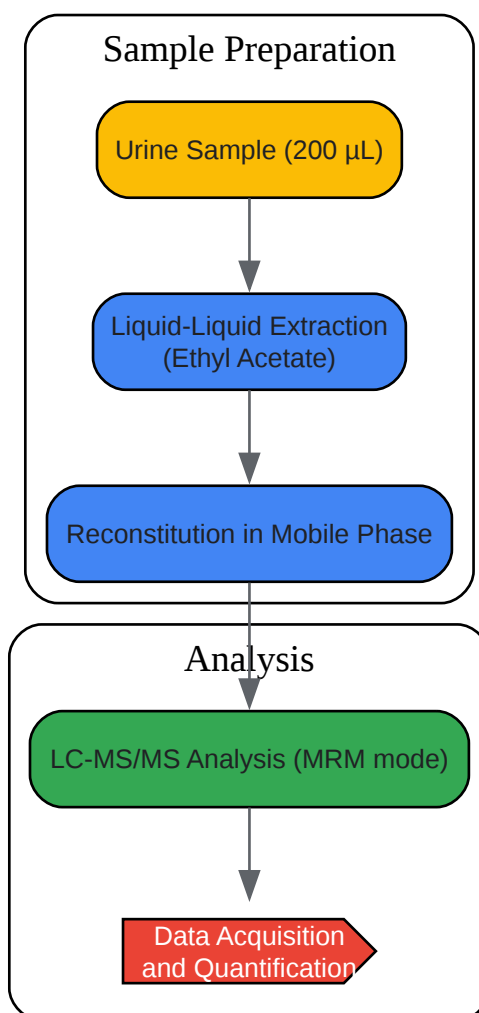 Sample Preparation
Urine Sample (200 µL)
Liquid-Liquid Extraction
(Ethyl Acetate)
Reconstitution in Mobile Phase
Analysis
LC-MS/MS Analysis (MRM mode)
Data Acquisition
and Quantification